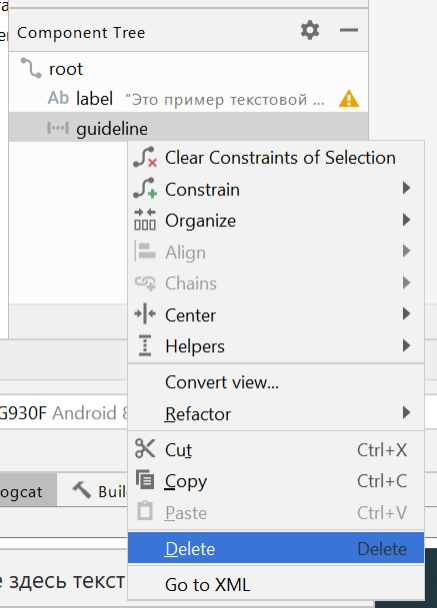 Component Tree
root
Ab label "Это пример текстовой ...
guideline
Clear Constraints of Selection
Constrain
Organize
Align
Chains
Center
Helpers
Convert view...
G930F Android 8
Refactor
Cut Ctrl+X
Copy Ctrl+C
ogcat Buil
Paste Ctrl+V
Delete Delete
здесь текст
Go to XML